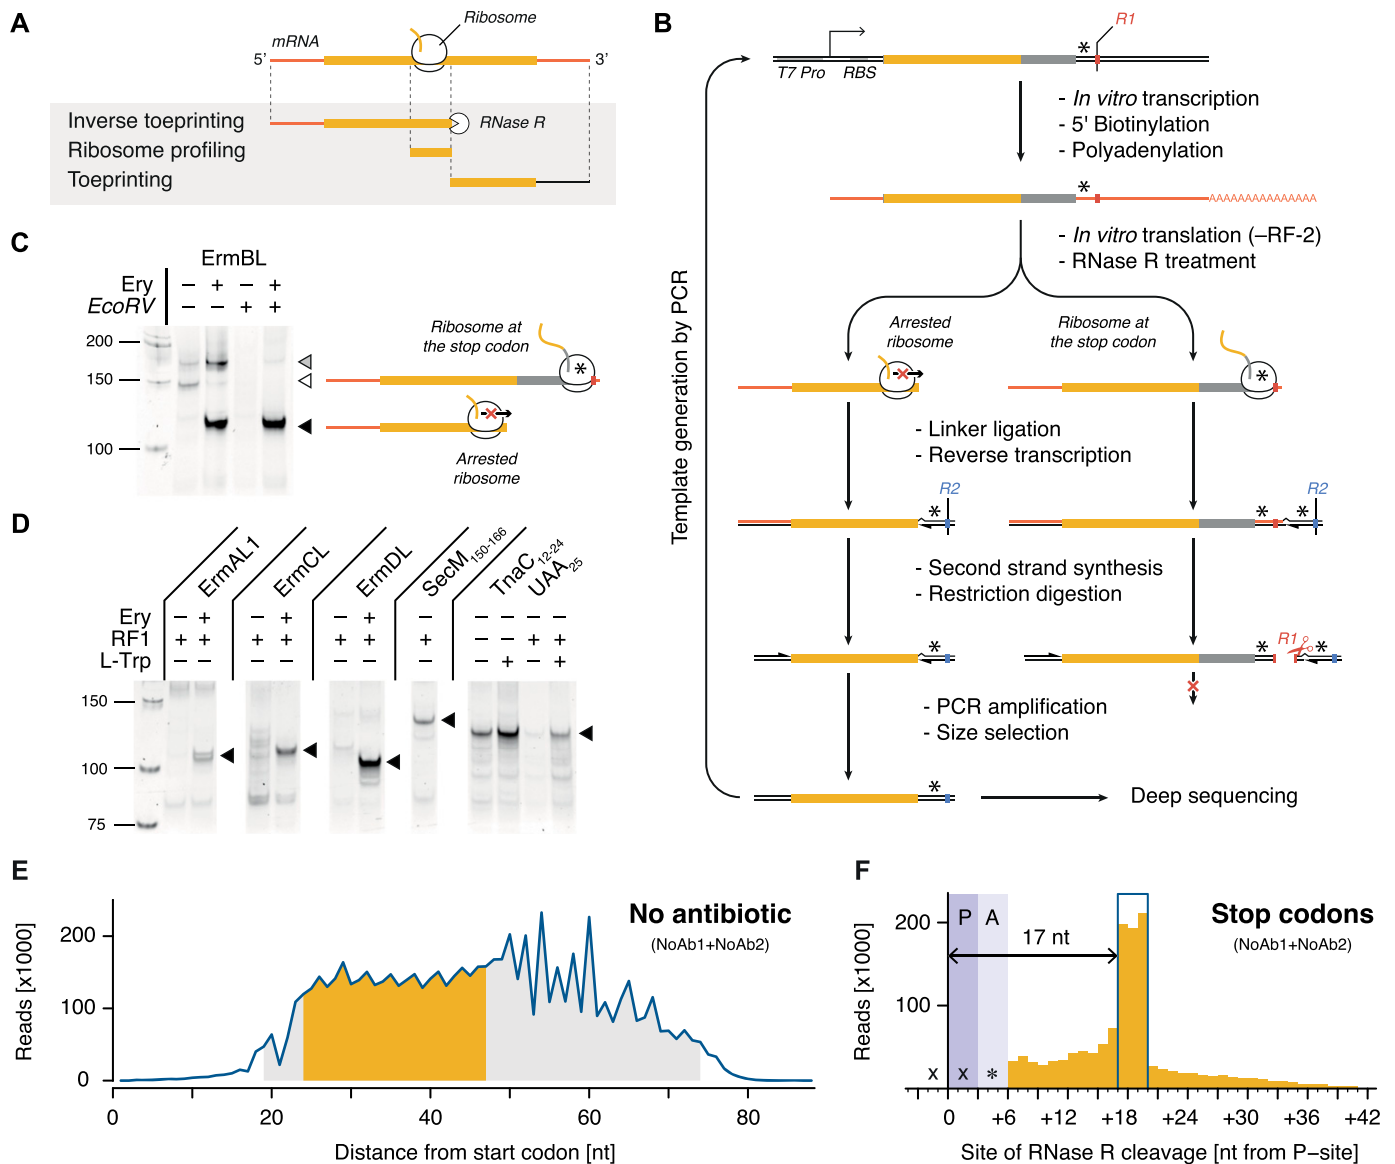 A
Ribosome
mRNA
5’
3’
Inverse toeprinting
RNase R
Ribosome profiling
Toeprinting
B
R1
*
T7 Pro
RBS
- In vitro transcription
- 5' Biotinylation
- Polyadenylation
*
AAAAAAAAAAAAAAA
- In vitro translation (–RF-2)
- RNase R treatment
Arrested
ribosome
Ribosome at
the stop codon
*
- Linker ligation
- Reverse transcription
R2
R2
* * *
- Second strand synthesis
- Restriction digestion
R1
* * *
- PCR amplification
- Size selection
*
Deep sequencing
Template generation by PCR
C
ErmBL
Ery – + – +
EcoRV – – + +
200
150
100
Ribosome at
the stop codon
*
Arrested
ribosome
D
ErmAL1
ErmCL
ErmDL
SecM150-166
TnaC12-24
UAA25
Ery – + – + – + – – – – –
RF1 + + + + + + + – – + +
L-Trp – – – – – – – – + – +
150
100
75
E
No antibiotic
(NoAb1+NoAb2)
Reads [x1000]
200
100
0
0 20 40 60 80
Distance from start codon [nt]
F
Stop codons
(NoAb1+NoAb2)
Reads [x1000]
200
100
P A
17 nt
x x *
0 +6 +12 +18 +24 +30 +36 +42
Site of RNase R cleavage [nt from P–site]